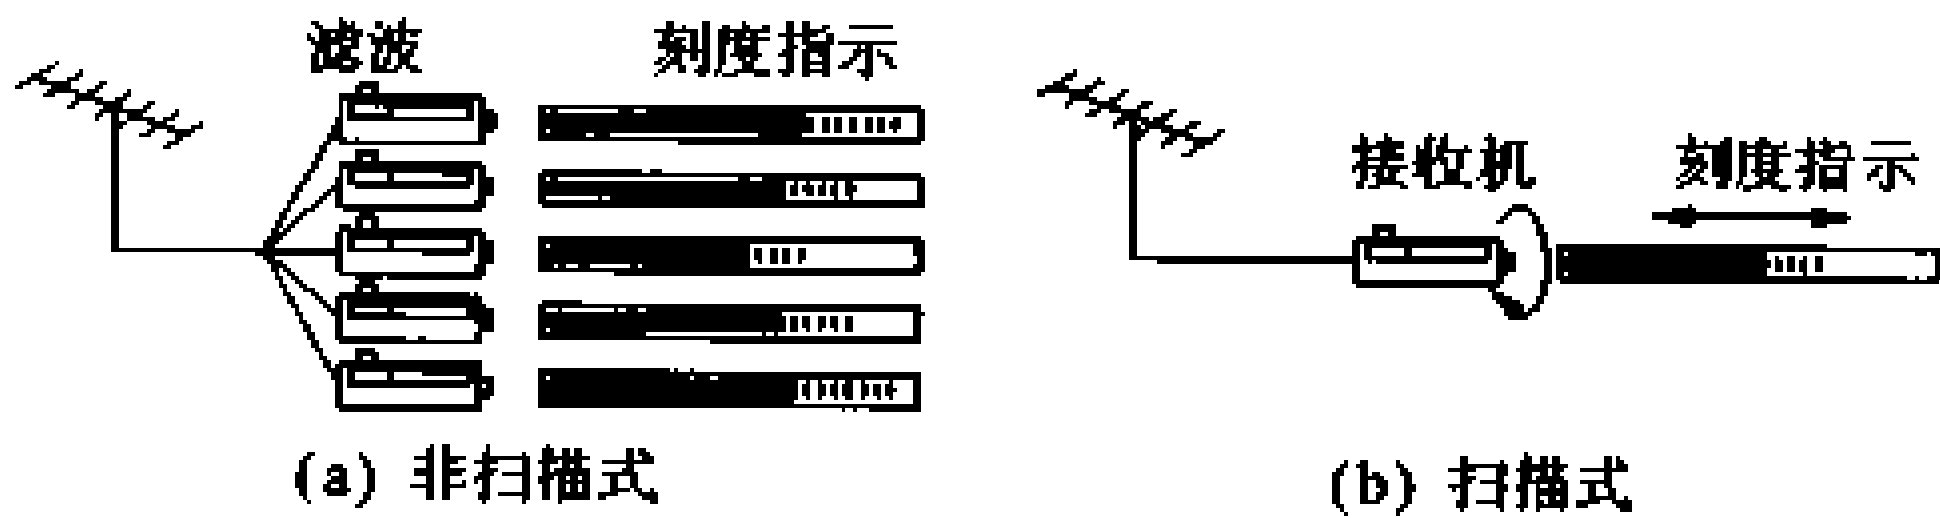 滤波
刻度指示
接收机
刻度指示
(a) 非扫描式
(b) 扫描式